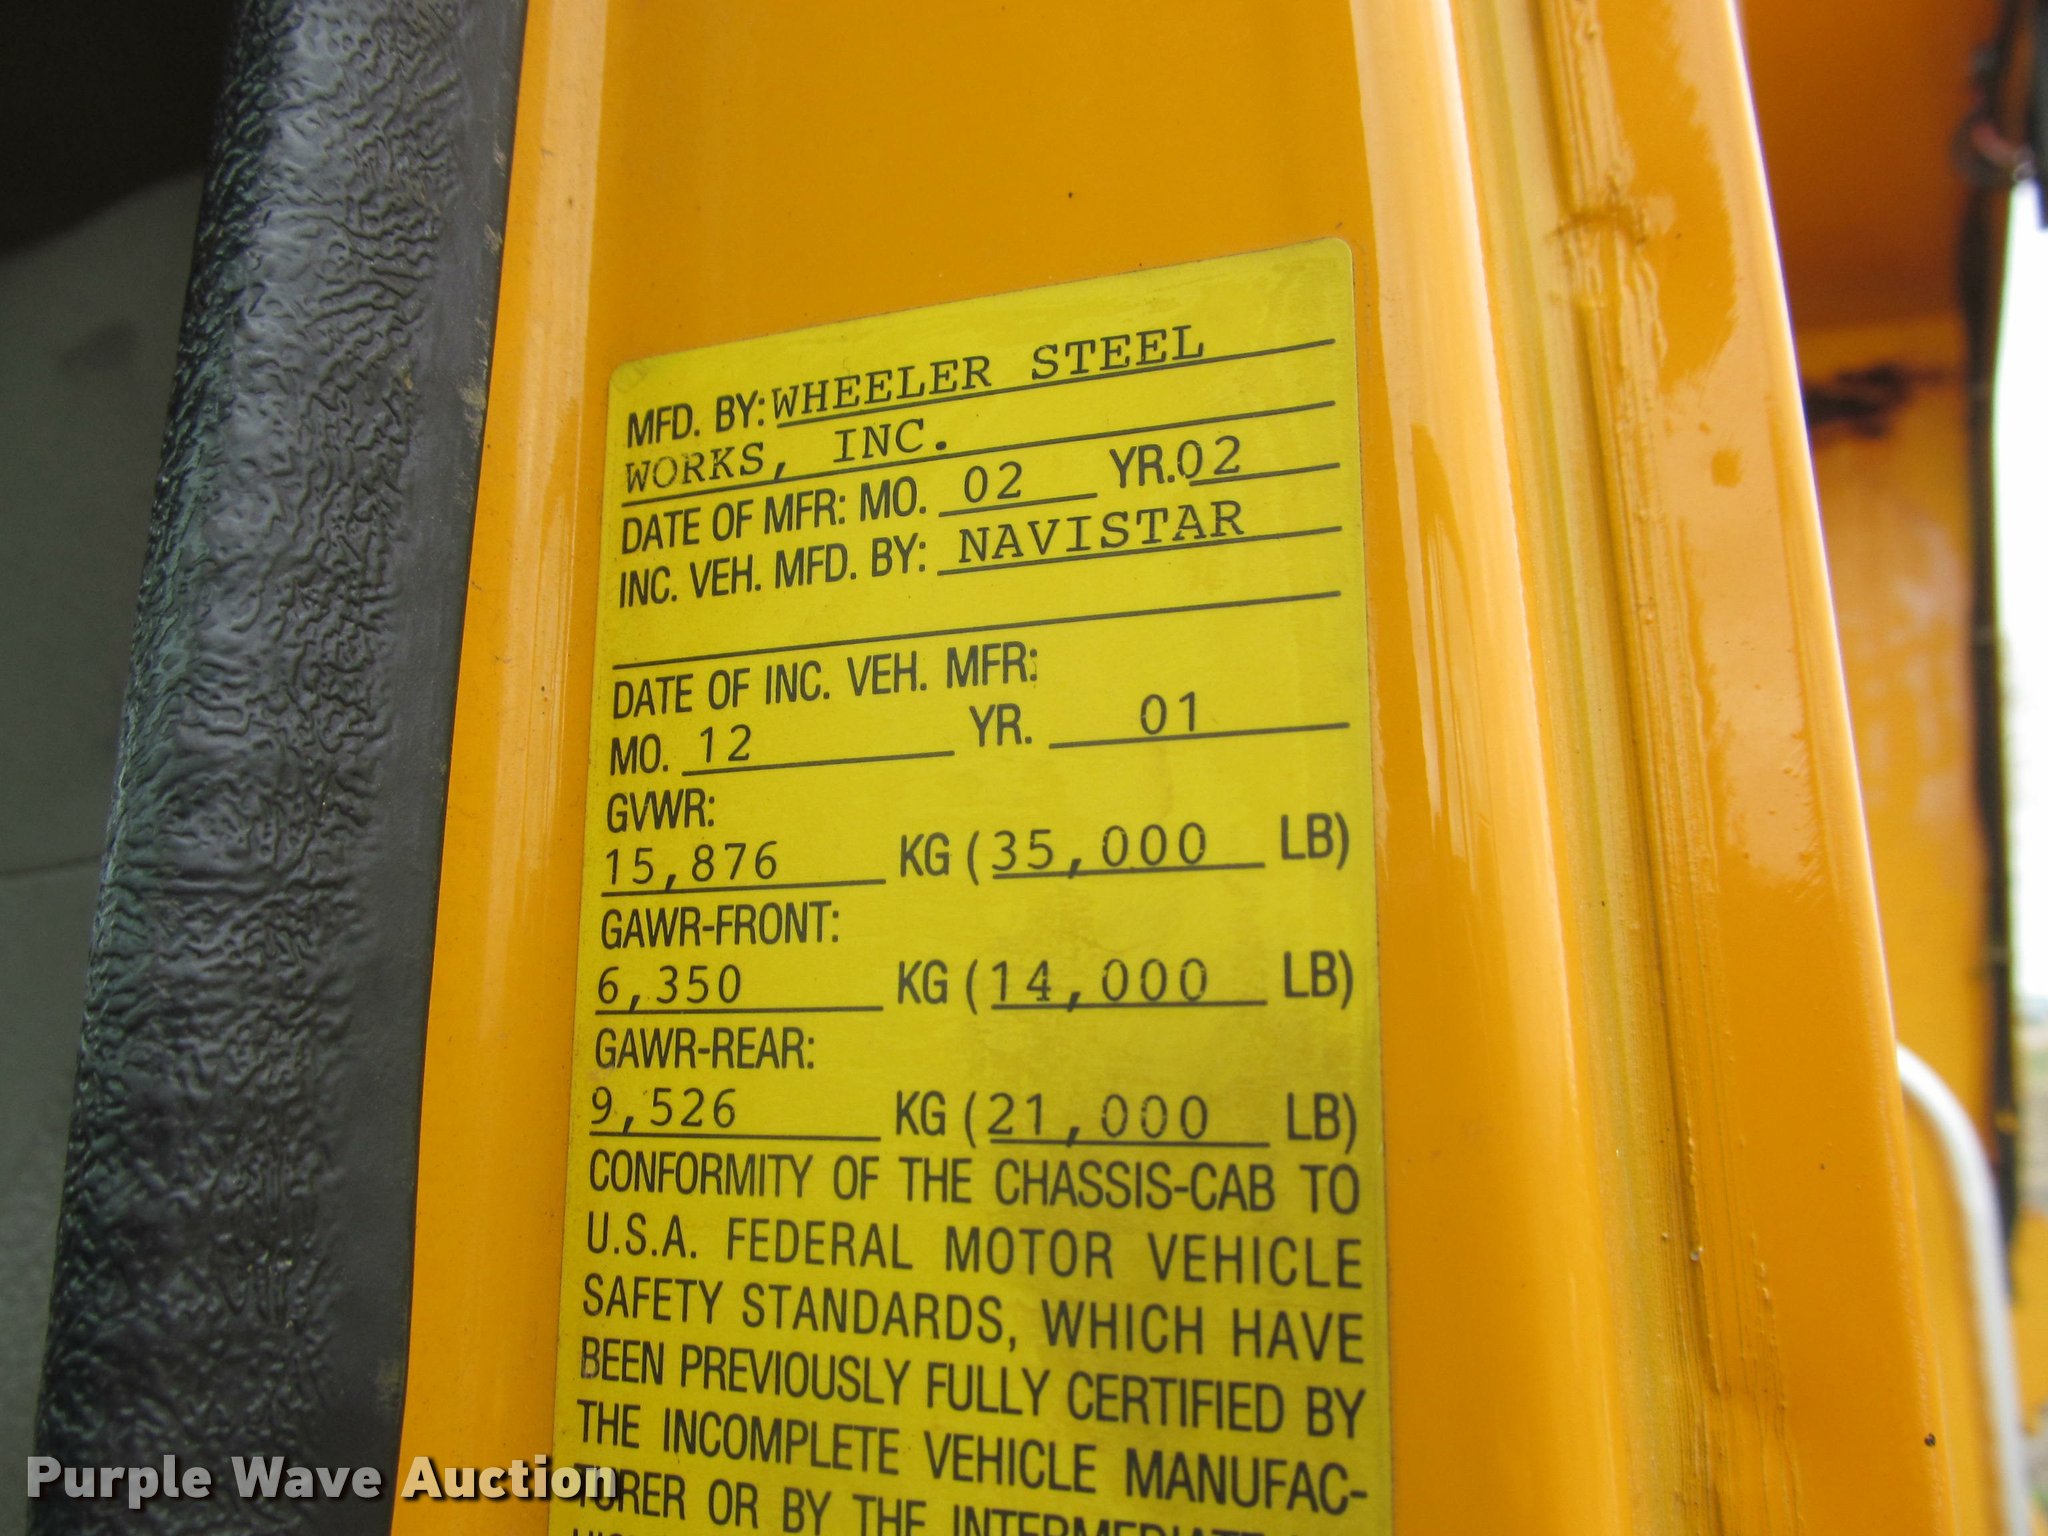 MFD. BY: WHEELER STEEL
WORKS, INC.
DATE OF MFR: MO. 02 YR. 02
INC. VEH. MFD. BY: NAVISTAR
DATE OF INC. VEH. MFR:
MO. 12 YR. 01
GVWR:
15,876 KG (35,000 LB)
GAWR-FRONT:
6,350 KG (14,000 LB)
GAWR-REAR:
9,526 KG (21,000 LB)
CONFORMITY OF THE CHASSIS-CAB TO
U.S.A. FEDERAL MOTOR VEHICLE
SAFETY STANDARDS, WHICH HAVE
BEEN PREVIOUSLY FULLY CERTIFIED BY
THE INCOMPLETE VEHICLE MANUFAC-
TURER OR BY THE INTERMEDIATE
Purple Wave Auction